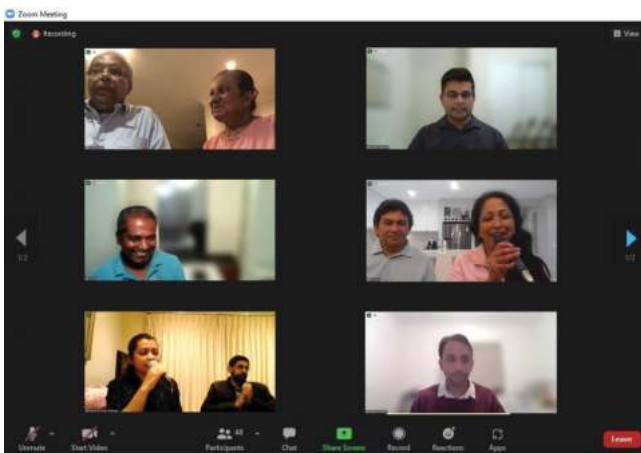 Zoom Meeting
Recording
View
1/2
1/2
Unmute
Start Video
Participants
48
Chat
Share Screen
Record
Reactions
Apps
Leave